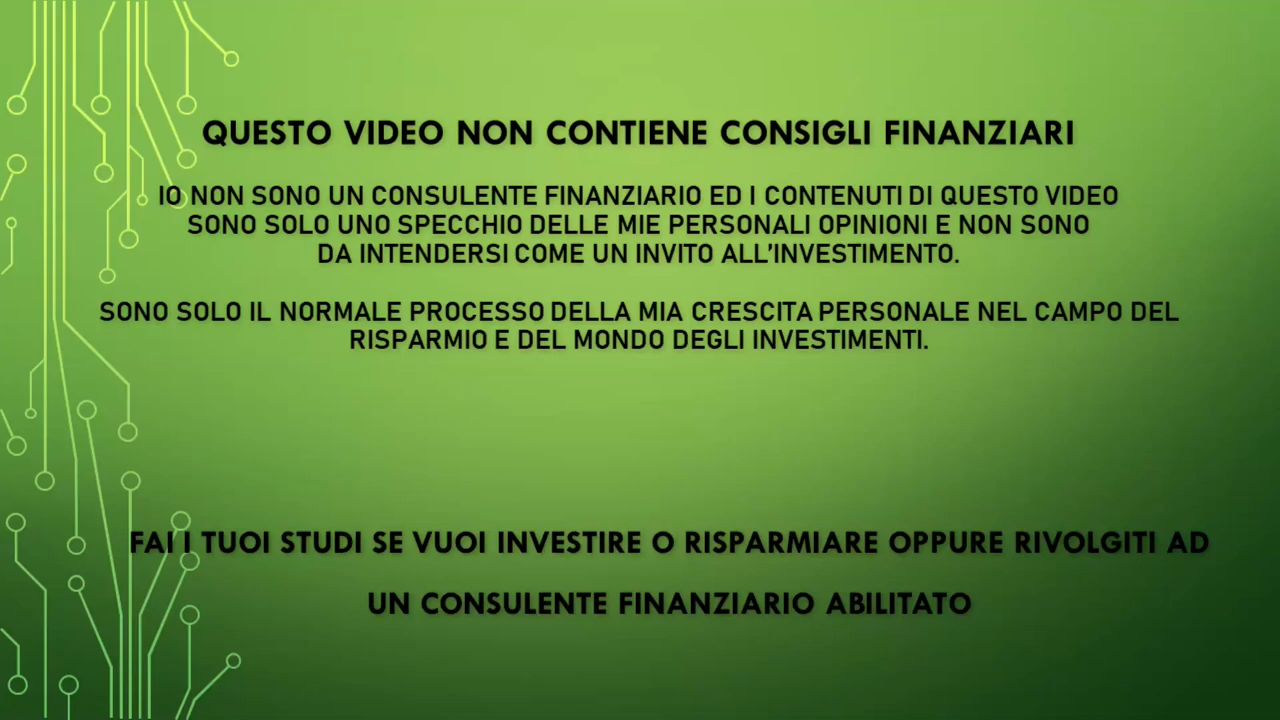 QUESTO VIDEO NON CONTIENE CONSIGLI FINANZIARI
IO NON SONO UN CONSULENTE FINANZIARIO ED I CONTENUTI DI QUESTO VIDEO
SONO SOLO UNO SPECCHIO DELLE MIE PERSONALI OPINIONI E NON SONO
DA INTENDERSI COME UN INVITO ALL'INVESTIMENTO.
SONO SOLO IL NORMALE PROCESSO DELLA MIA CRESCITA PERSONALE NEL CAMPO DEL
RISPARMIO E DEL MONDO DEGLI INVESTIMENTI.
FAI I TUOI STUDI SE VUOI INVESTIRE O RISPARMIARE OPPURE RIVOLGITI AD
UN CONSULENTE FINANZIARIO ABILITATO